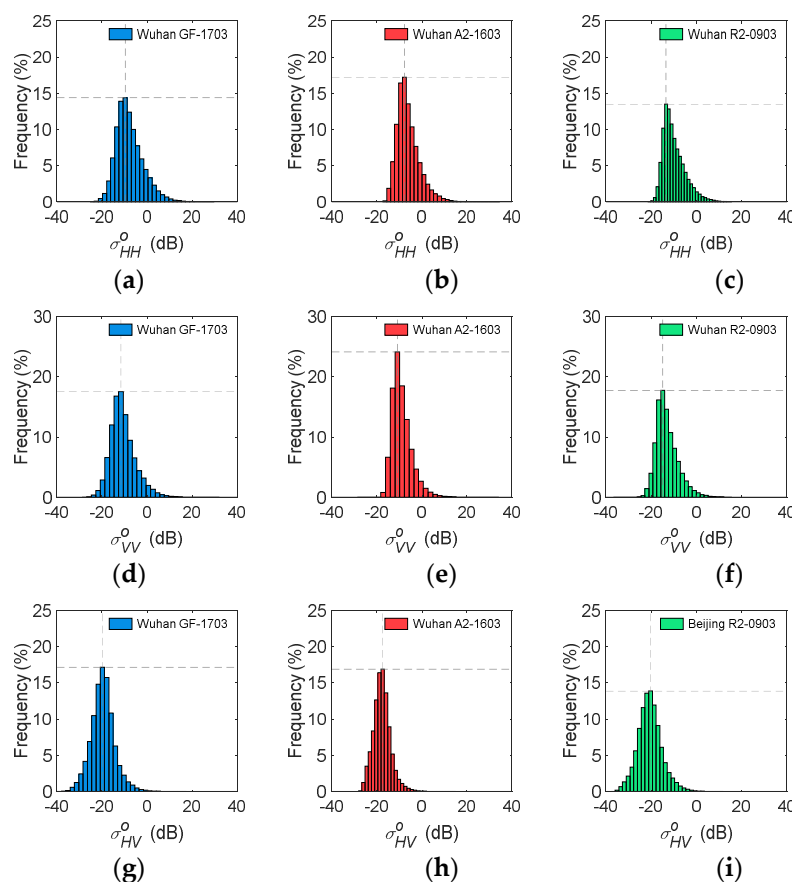 25 25 25
Wuhan GF-1703 Wuhan A2-1603 Wuhan R2-0903
20 20 20
15 15 15
10 10 10
5 5 5
0 0 0
Frequency (%) Frequency (%) Frequency (%)
-40 -20 0 20 40 -40 -20 0 20 40 -40 -20 0 20 40
σ°HH (dB) σ°HH (dB) σ°HH (dB)
(a) (b) (c)
30 30 30
Wuhan GF-1703 Wuhan A2-1603 Wuhan R2-0903
20 20 20
10 10 10
0 0 0
Frequency (%) Frequency (%) Frequency (%)
-40 -20 0 20 40 -40 -20 0 20 40 -40 -20 0 20 40
σ°VV (dB) σ°VV (dB) σ°VV (dB)
(d) (e) (f)
25 25 25
Wuhan GF-1703 Wuhan A2-1603 Beijing R2-0903
20 20 20
15 15 15
10 10 10
5 5 5
0 0 0
Frequency (%) Frequency (%) Frequency (%)
-40 -20 0 20 40 -40 -20 0 20 40 -40 -20 0 20 40
σ°HV (dB) σ°HV (dB) σ°HV (dB)
(g) (h) (i)